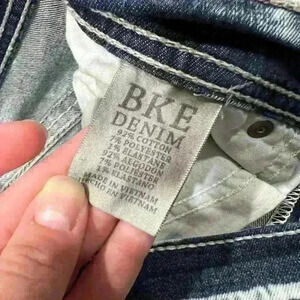 BKE
DENIM
92% COTTON
7% POLYESTER
1% ELASTANE
92% ALGODON
7% POLIESTER
1% ELASTANO
MADE IN VIETNAM
HECHO EN VIETNAM